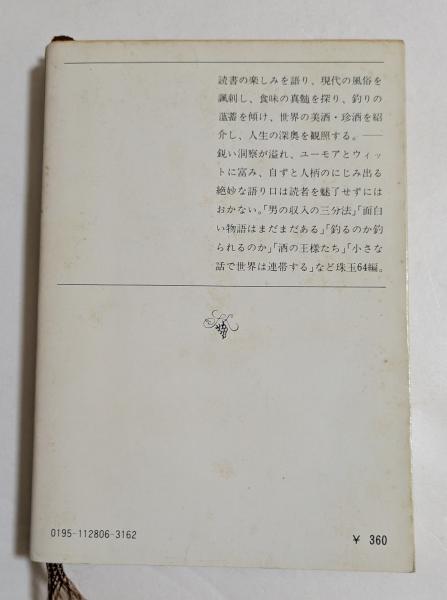 読書の楽しみを語り、現代の風俗を
諷刺し、食味の真髄を探り、釣りの
蘊蓄を傾け、世界の美酒・珍酒を紹
介し、人生の深奥を観照する。――
鋭い洞察が溢れ、ユーモアとウィッ
トに富み、自ずと人柄のにじみ出る
絶妙な語り口は読者を魅了せずには
おかない。「男の収入の三分法」「面白
い物語はまだまだある」「釣るのか釣
られるのか」「酒の王様たち」「小さな
話で世界は連帯する」など珠玉64編。
0195-112806-3162
¥ 360